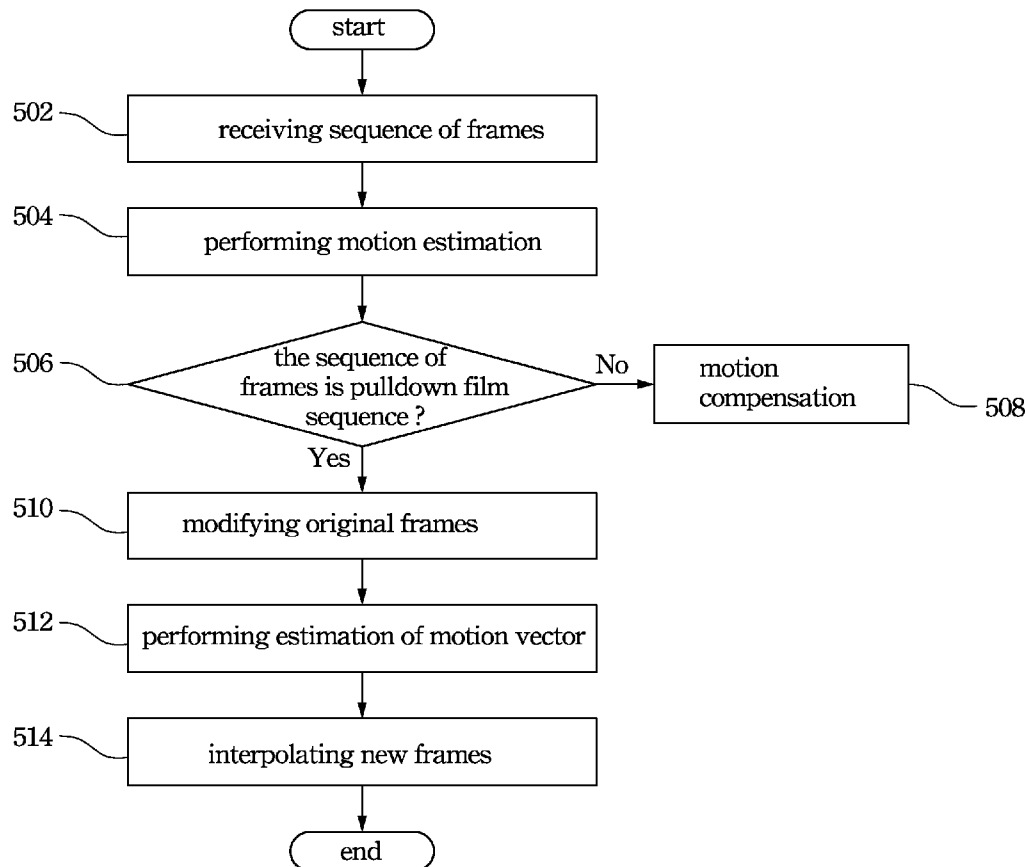 start
502
receiving sequence of frames
504
performing motion estimation
506
the sequence of
frames is pulldown film
sequence ?
No
motion
compensation
508
Yes
510
modifying original frames
512
performing estimation of motion vector
514
interpolating new frames
end